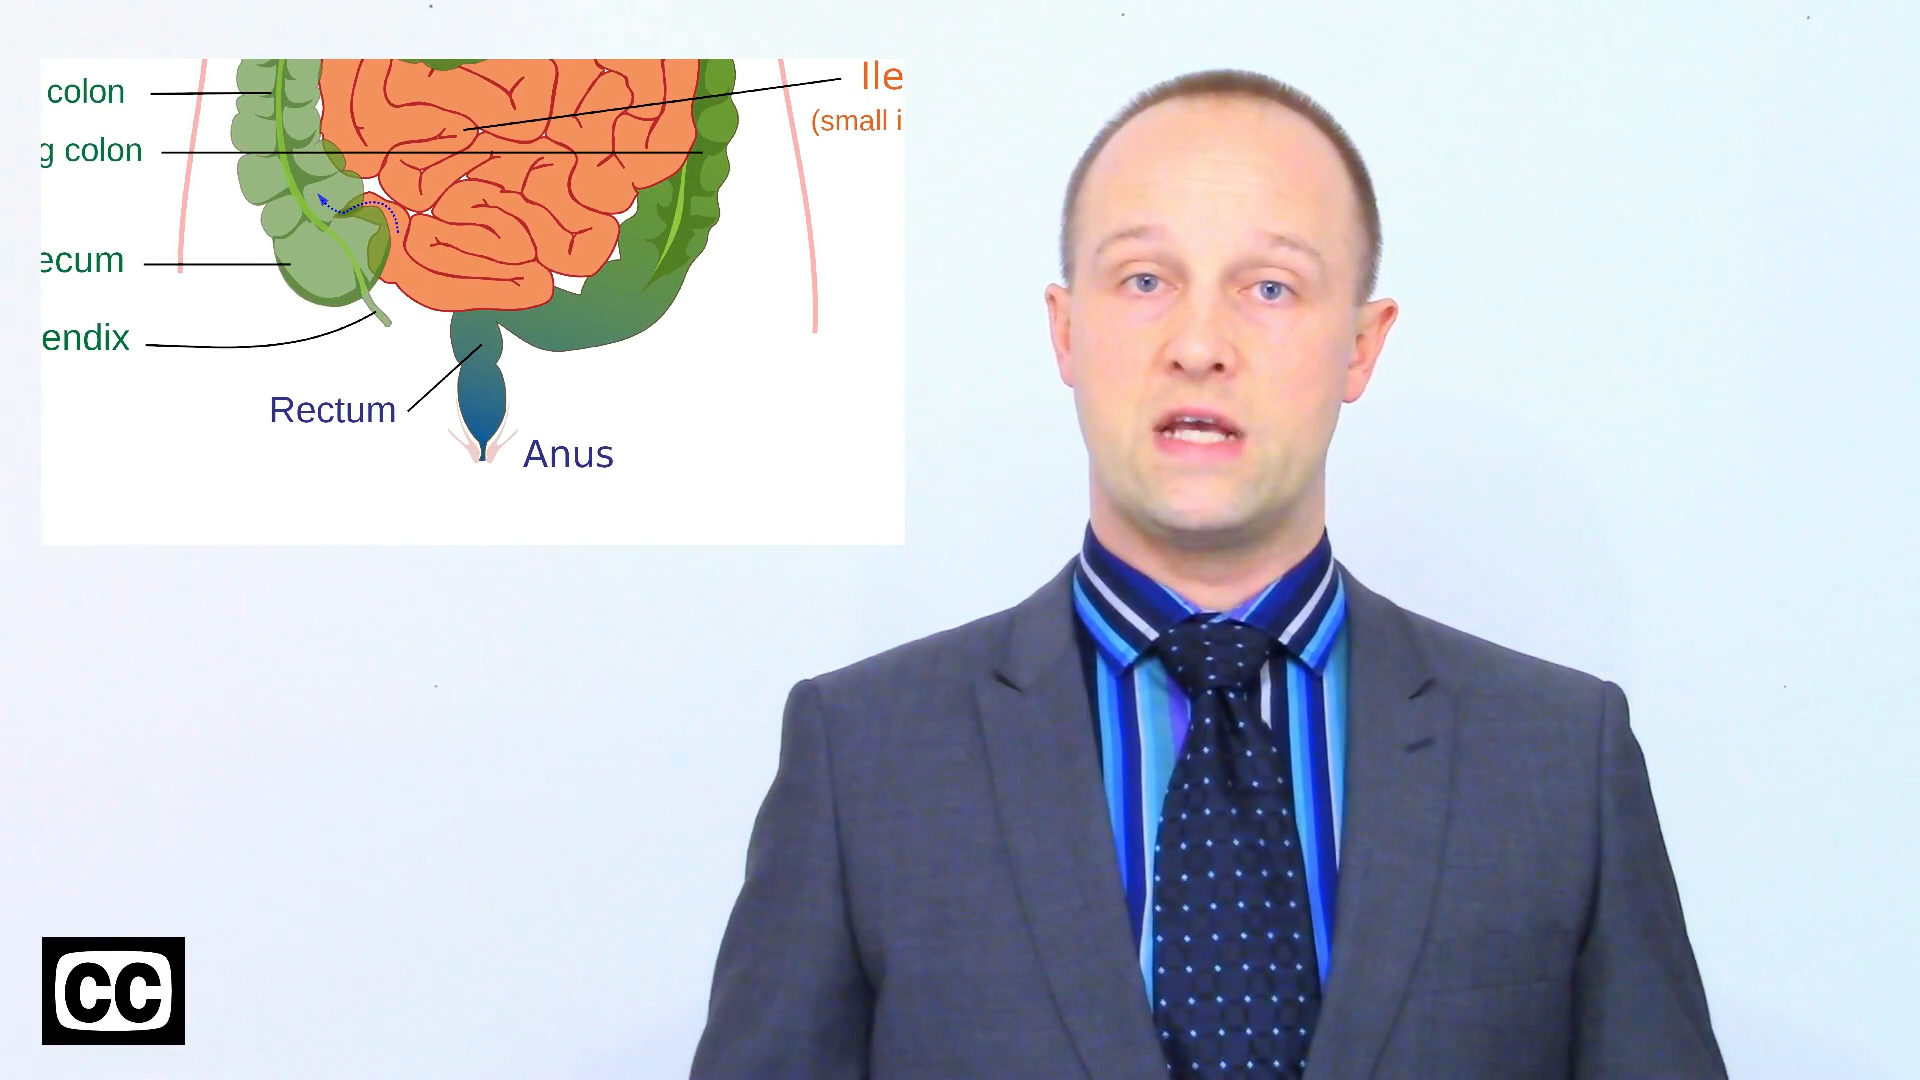 colon
Ile
(small i
g colon
ecum
endix
Rectum
Anus
CC